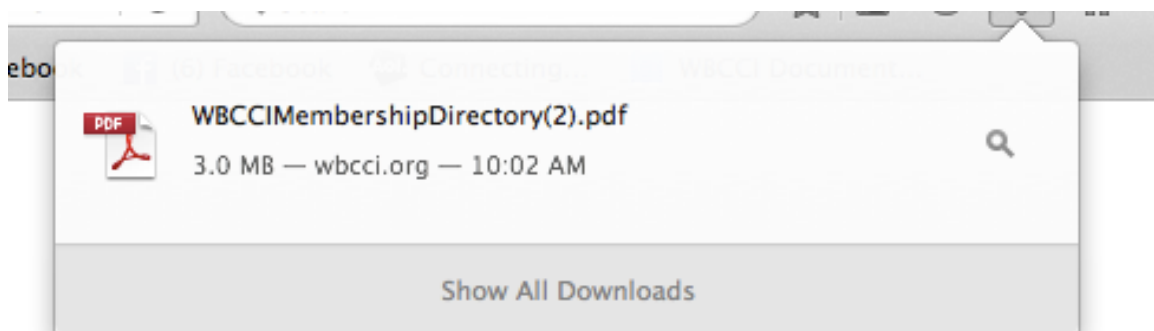 ebook
(6) Facebook
Connecting...
WBCCI Document...
PDF
WBCCIMembershipDirectory(2).pdf
3.0 MB — wbcci.org — 10:02 AM
Show All Downloads